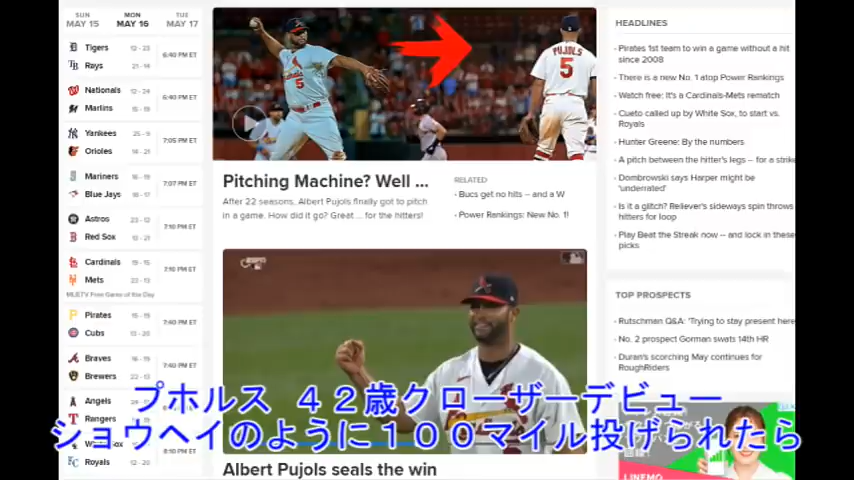 SUN MAY 15
MON MAY 16
TUE MAY 17
Tigers 12 - 23
Rays 21 - 14
6:40 PM ET
Nationals 12 - 24
Marlins 15 - 19
6:40 PM ET
Yankees 25 - 9
Orioles 14 - 21
7:05 PM ET
Mariners 16 - 19
Blue Jays 18 - 17
7:07 PM ET
Astros 23 - 12
Red Sox 13 - 21
7:10 PM ET
Cardinals 19 - 15
Mets 23 - 13
7:10 PM ET
MLB.TV Free Game of the Day
Pirates 15 - 19
Cubs 13 - 20
7:40 PM ET
Braves 16 - 19
Brewers 22 - 13
7:40 PM ET
Angels
Rangers
Royals 12 - 20
8:10 PM ET
PUJOLS
5
5
Pitching Machine? Well ...
After 22 seasons, Albert Pujols finally got to pitch
in a game. How did it go? Great ... for the hitters!
RELATED
Bucs get no hits -- and a W
Power Rankings: New No. 1!
ESPN
Albert Pujols seals the win
HEADLINES
Pirates 1st team to win a game without a hit
since 2008
There is a new No. 1 atop Power Rankings
Watch free: It's a Cardinals-Mets rematch
Cueto called up by White Sox, to start vs.
Royals
Hunter Greene: By the numbers
A pitch between the hitter's legs -- for a strike
Dombrowski says Harper might be
'underrated'
Is it a glitch? Reliever's sideways spin throws
hitters for loop
Play Beat the Streak now -- and lock in these
picks
TOP PROSPECTS
Rutschman Q&A: 'Trying to stay present here
No. 2 prospect Gorman swats 14th HR
Duran's scorching May continues for
RoughRiders
LINEMO
プホルス ４２歳クローザーデビュー
ショウヘイのように１００マイル投げられたら